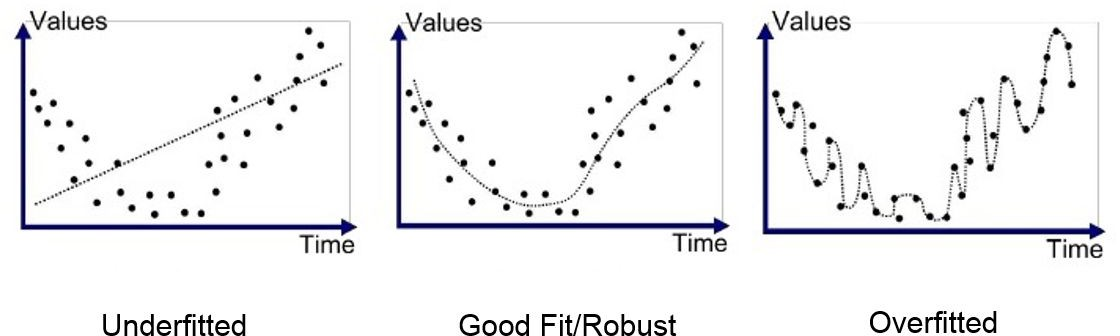 Values
Time
Underfitted
Values
Time
Good Fit/Robust
Values
Time
Overfitted